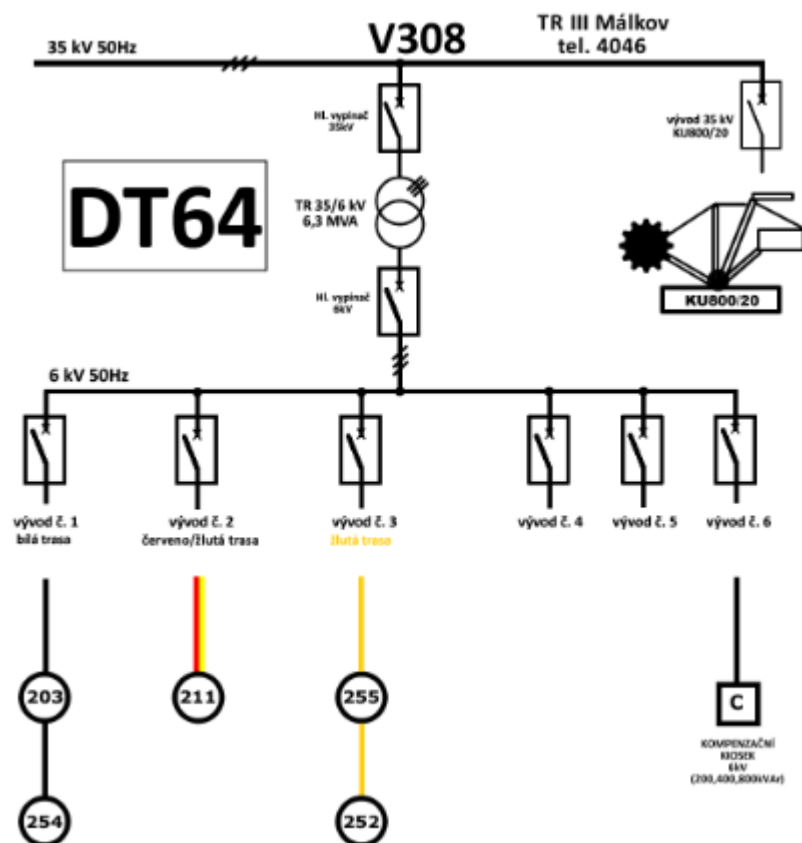 35 kV 50Hz
V308
TR III Málkov
tel. 4046
Hl. vypínač
35kV
vývod 35 kV
KU800/20
DT64
TR 35/6 kV
6,3 MVA
Hl. vypínač
6kV
KU800/20
6 kV 50Hz
vývod č. 1
bílá trasa
vývod č. 2
červeno/žlutá trasa
vývod č. 3
žlutá trasa
vývod č. 4
vývod č. 5
vývod č. 6
203
211
255
C
KOMPENZAČNÍ
KIOSEK
6kV
(200,400,800kVAr)
254
252